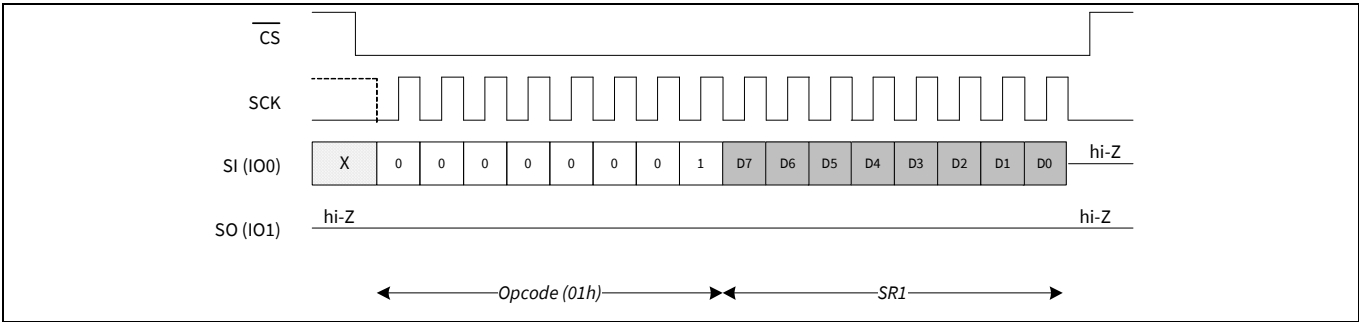 CS
SCK
SI (IO0) X 0 0 0 0 0 0 0 1 D7 D6 D5 D4 D3 D2 D1 D0 hi-Z
SO (IO1) hi-Z hi-Z
Opcode (01h) SR1